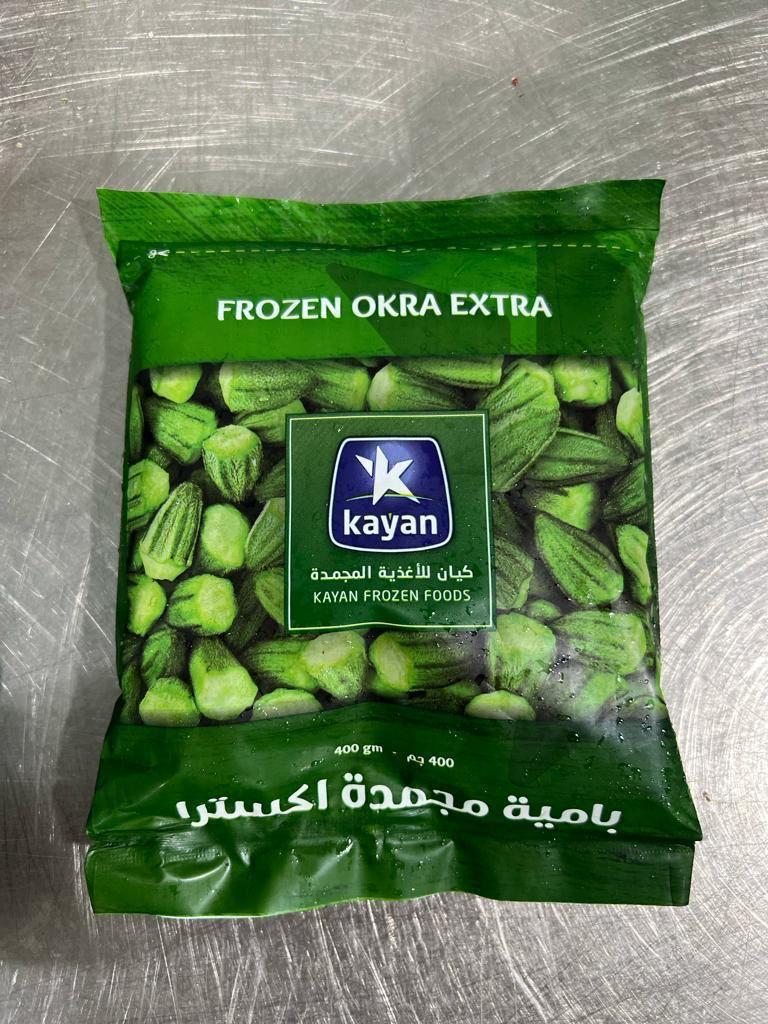 FROZEN OKRA EXTRA
kayan
كيان للأغذية المجمدة
KAYAN FROZEN FOODS
400 gm - 400 جم
بامية مجمدة اكسترا